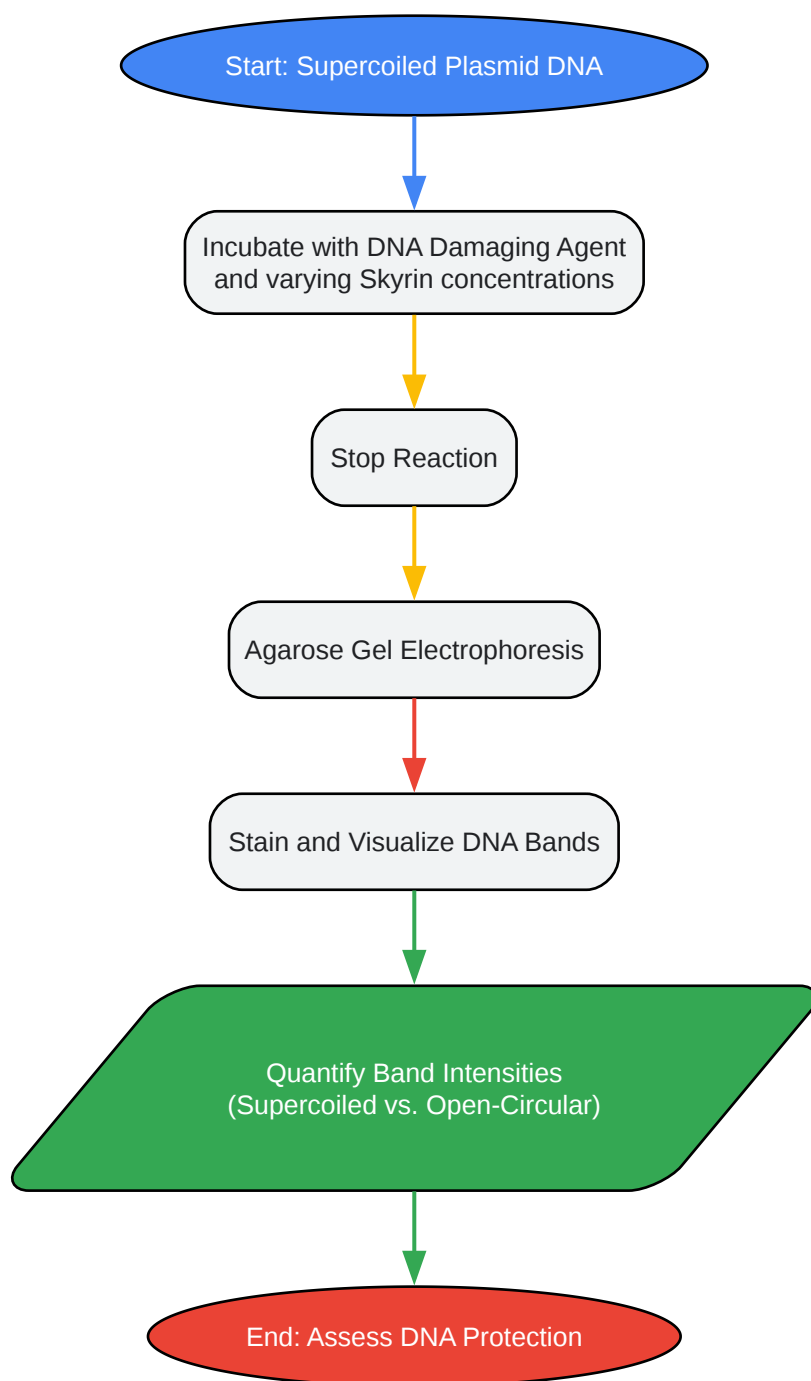 Start: Supercoiled Plasmid DNA
Incubate with DNA Damaging Agent
and varying Skyrin concentrations
Stop Reaction
Agarose Gel Electrophoresis
Stain and Visualize DNA Bands
Quantify Band Intensities
(Supercoiled vs. Open-Circular)
End: Assess DNA Protection